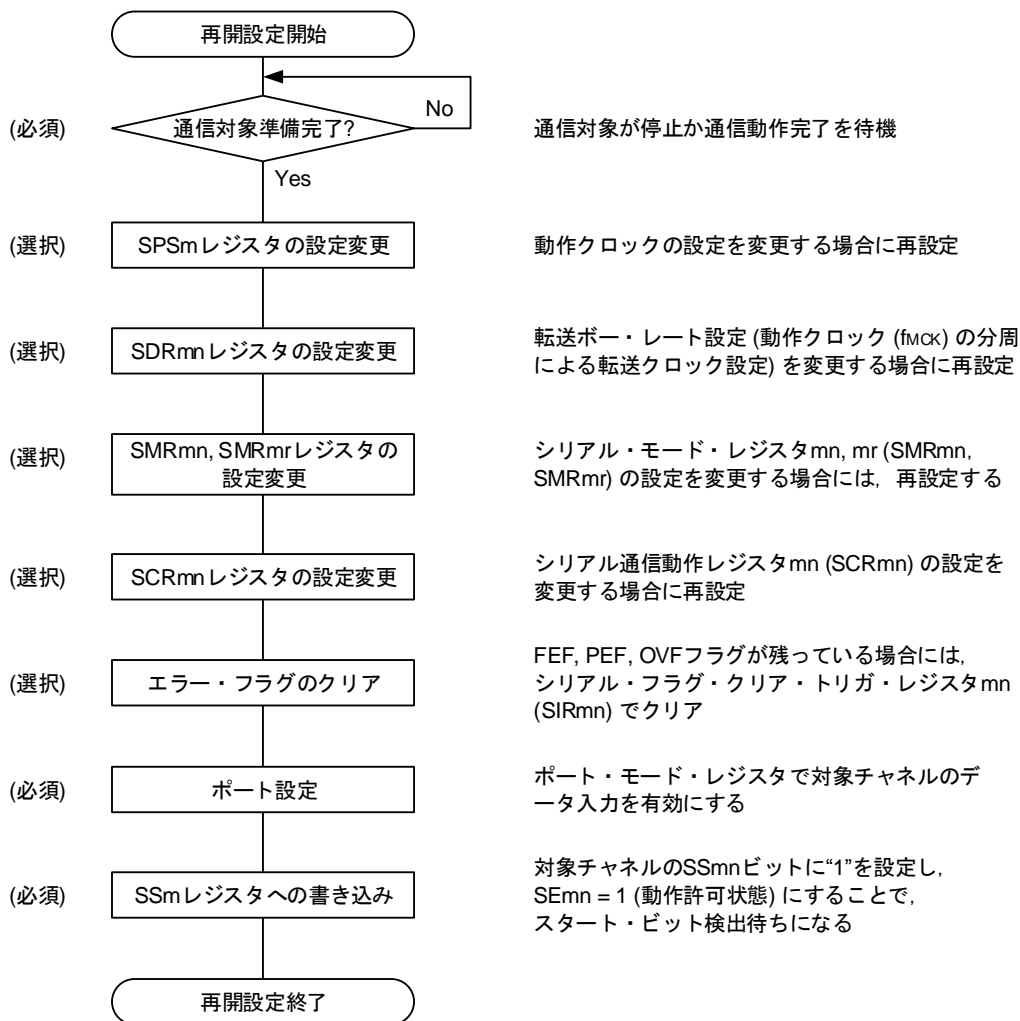 再開設定開始
No
(必須)
通信対象準備完了?
通信対象が停止か通信動作完了を待機
Yes
(選択)
SPSmレジスタの設定変更
動作クロックの設定を変更する場合に再設定
(選択)
SDRmnレジスタの設定変更
転送ボー・レート設定 (動作クロック (fMCK) の分周
による転送クロック設定) を変更する場合に再設定
(選択)
SMRmn, SMRmrレジスタの
設定変更
シリアル・モード・レジスタmn, mr (SMRmn,
SMRmr) の設定を変更する場合には, 再設定する
(選択)
SCRmnレジスタの設定変更
シリアル通信動作レジスタmn (SCRmn) の設定を
変更する場合に再設定
(選択)
エラー・フラグのクリア
FEF, PEF, OVFフラグが残っている場合には,
シリアル・フラグ・クリア・トリガ・レジスタmn
(SIRmn) でクリア
(必須)
ポート設定
ポート・モード・レジスタで対象チャネルのデ
ータ入力を有効にする
(必須)
SSmレジスタへの書き込み
対象チャネルのSSmnビットに“1”を設定し,
SEmn = 1 (動作許可状態) にすることで,
スタート・ビット検出待ちになる
再開設定終了